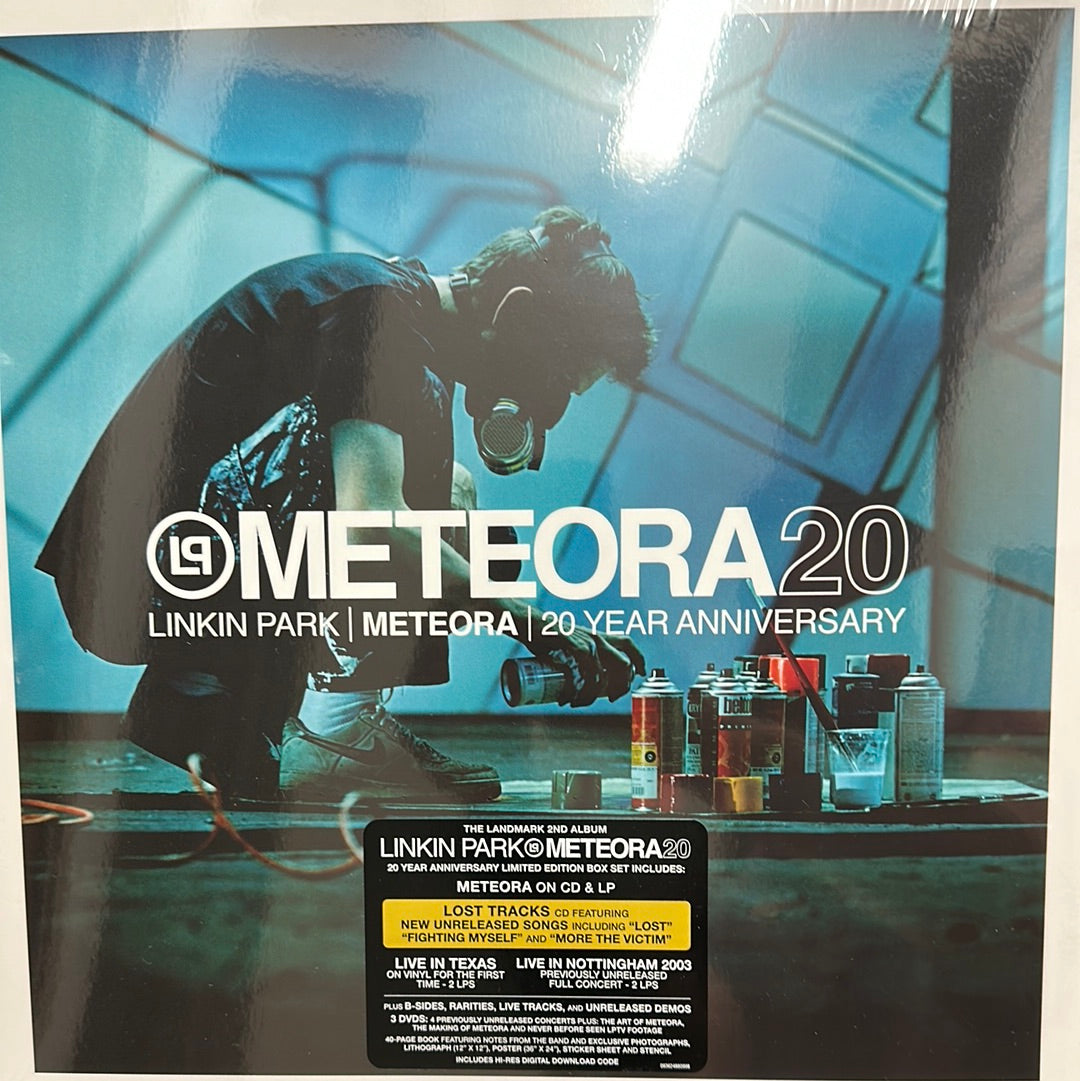 LP METEORA20
LINKIN PARK | METEORA | 20 YEAR ANNIVERSARY
THE LANDMARK 2ND ALBUM
LINKIN PARK LP METEORA20
20 YEAR ANNIVERSARY LIMITED EDITION BOX SET INCLUDES:
METEORA ON CD & LP
LOST TRACKS CD FEATURING
NEW UNRELEASED SONGS INCLUDING “LOST”
“FIGHTING MYSELF” AND “MORE THE VICTIM”
LIVE IN TEXAS
ON VINYL FOR THE FIRST
TIME - 2 LPS
LIVE IN NOTTINGHAM 2003
PREVIOUSLY UNRELEASED
FULL CONCERT - 2 LPS
PLUS B-SIDES, RARITIES, LIVE TRACKS, AND UNRELEASED DEMOS
3 DVDS: 4 PREVIOUSLY UNRELEASED CONCERTS PLUS: THE ART OF METEORA,
THE MAKING OF METEORA AND NEVER BEFORE SEEN LPTV FOOTAGE
40-PAGE BOOK FEATURING NOTES FROM THE BAND AND EXCLUSIVE PHOTOGRAPHS,
LITHOGRAPH (12" X 12"), POSTER (36" X 24"), STICKER SHEET AND STENCIL
INCLUDES HI-RES DIGITAL DOWNLOAD CODE